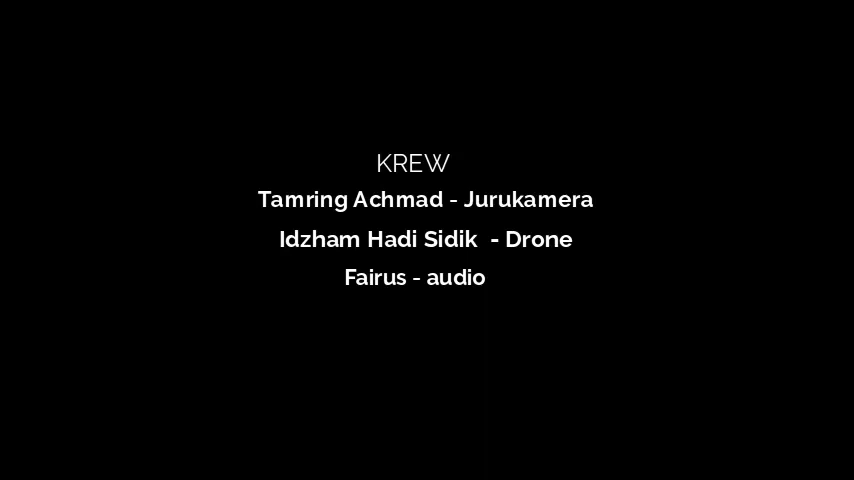 KREW
Tamring Achmad - Jurukamera
Idzham Hadi Sidik - Drone
Fairus - audio